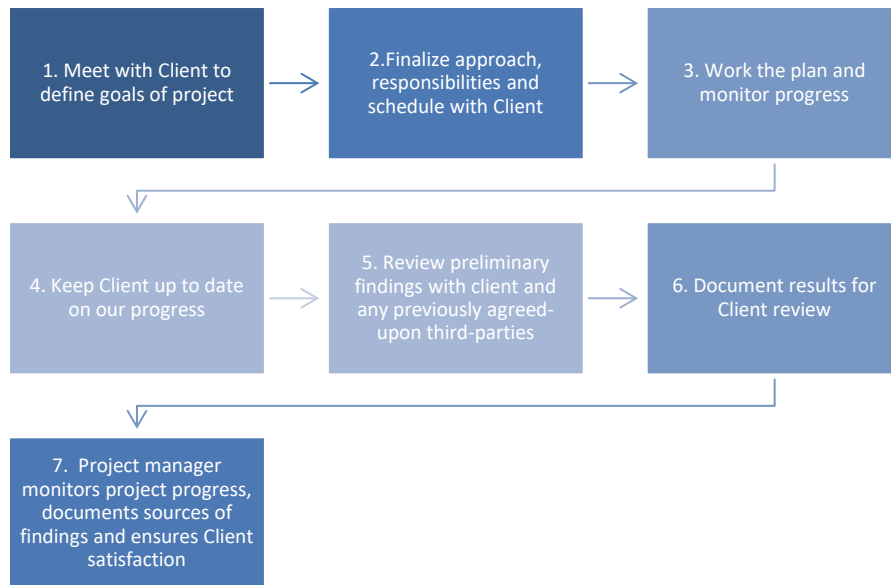 1. Meet with Client to
define goals of project
2.Finalize approach,
responsibilities and
schedule with Client
3. Work the plan and
monitor progress
4. Keep Client up to date
on our progress
5. Review preliminary
findings with client and
any previously agreed-
upon third-parties
6. Document results for
Client review
7.  Project manager
monitors project progress,
documents sources of
findings and ensures Client
satisfaction